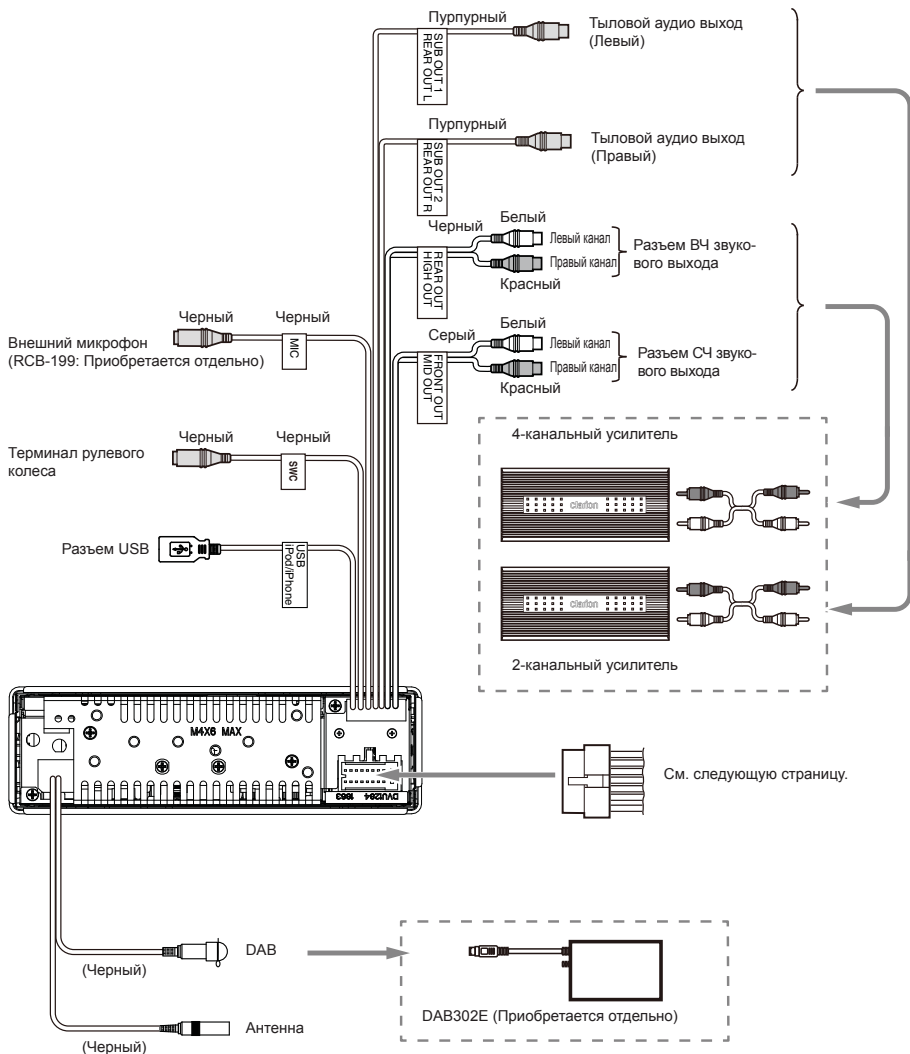 Пурпурный
SUB OUT 1
REAR OUT L
Тыловой аудио выход
(Левый)
Пурпурный
SUB OUT 2
REAR OUT R
Тыловой аудио выход
(Правый)
Черный
REAR OUT
HIGH OUT
Белый
Левый канал
Правый канал
Красный
Разъем ВЧ звуко-
вого выхода
Серый
FRONT OUT
MID OUT
Белый
Левый канал
Правый канал
Красный
Разъем СЧ звуко-
вого выхода
Внешний микрофон
(RCB-199: Приобретается отдельно)
Черный
Черный
MIC
Терминал рулевого
колеса
Черный
Черный
SWC
Разъем USB
USB
iPod/iPhone
4-канальный усилитель
clarion
clarion
2-канальный усилитель
M4X6 MAX
См. следующую страницу.
DAB
(Черный)
DAB302E (Приобретается отдельно)
Антенна
(Черный)